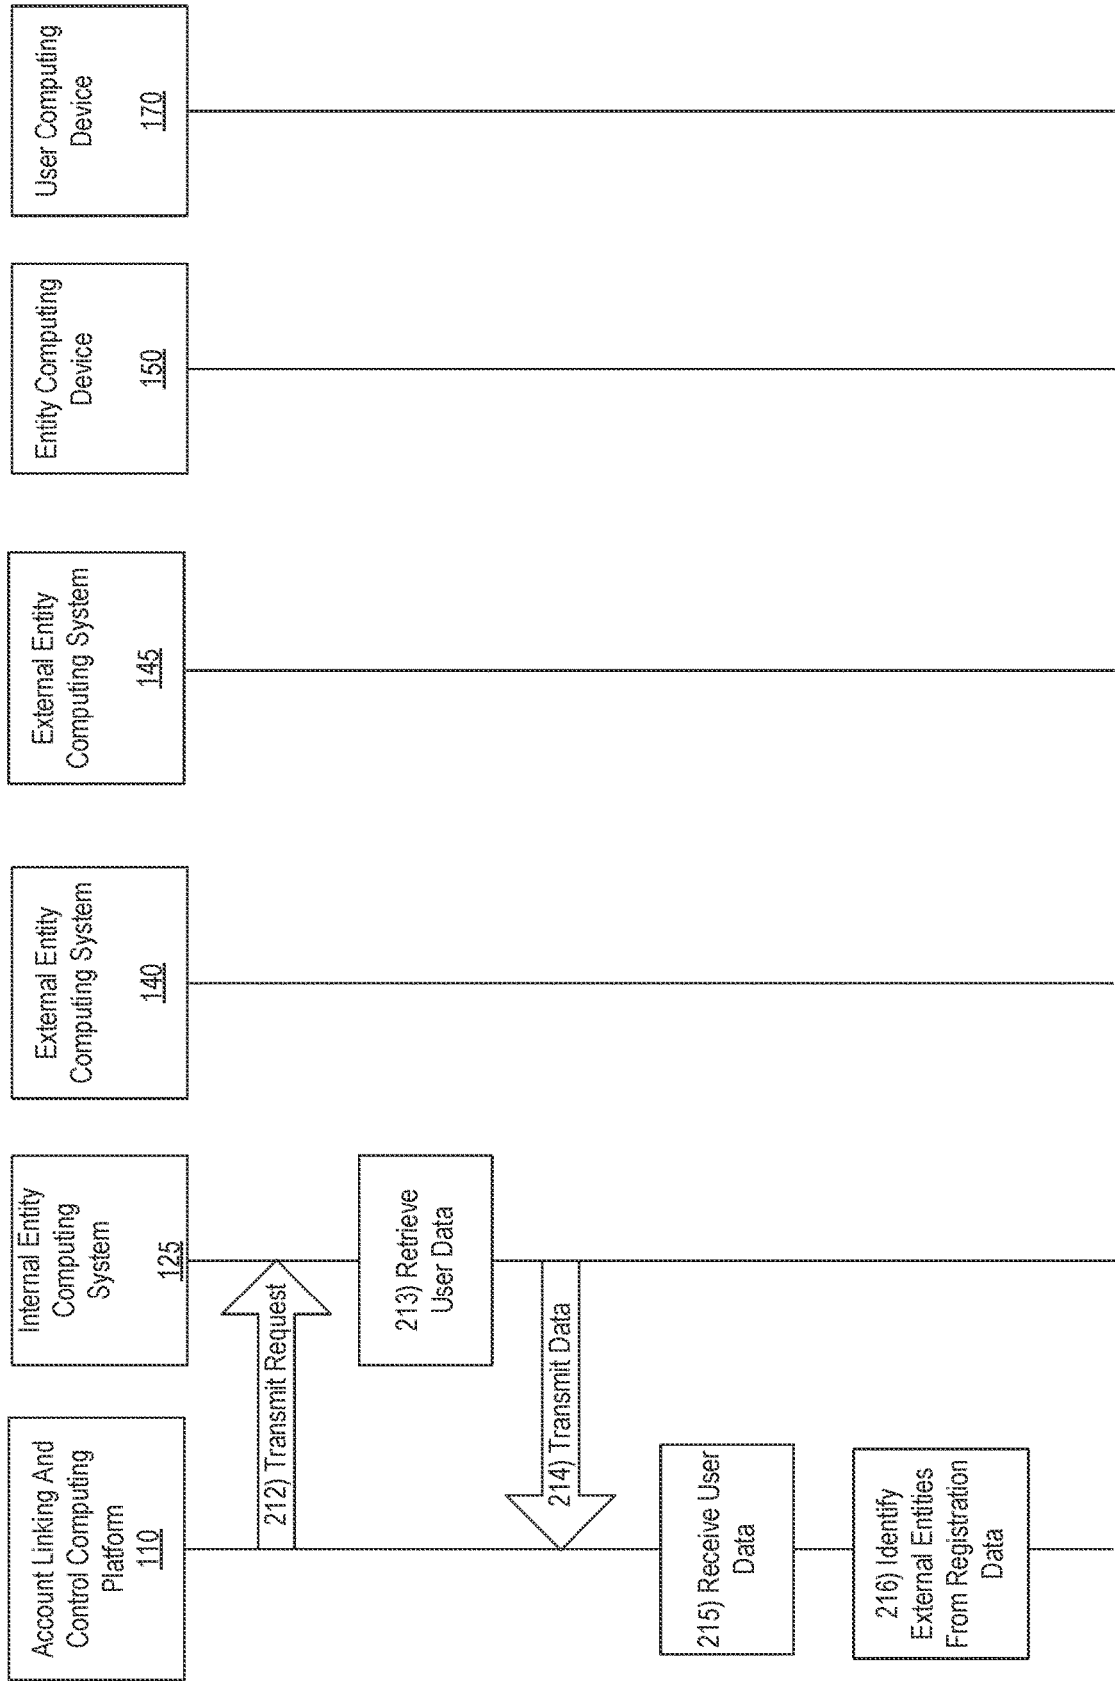 Account Linking And
Control Computing
Platform
110
Internal Entity
Computing
System
125
External Entity
Computing System
140
External Entity
Computing System
145
Entity Computing
Device
150
User Computing
Device
170
212) Transmit Request
213) Retrieve
User Data
214) Transmit Data
215) Receive User
Data
216) Identify
External Entities
From Registration
Data